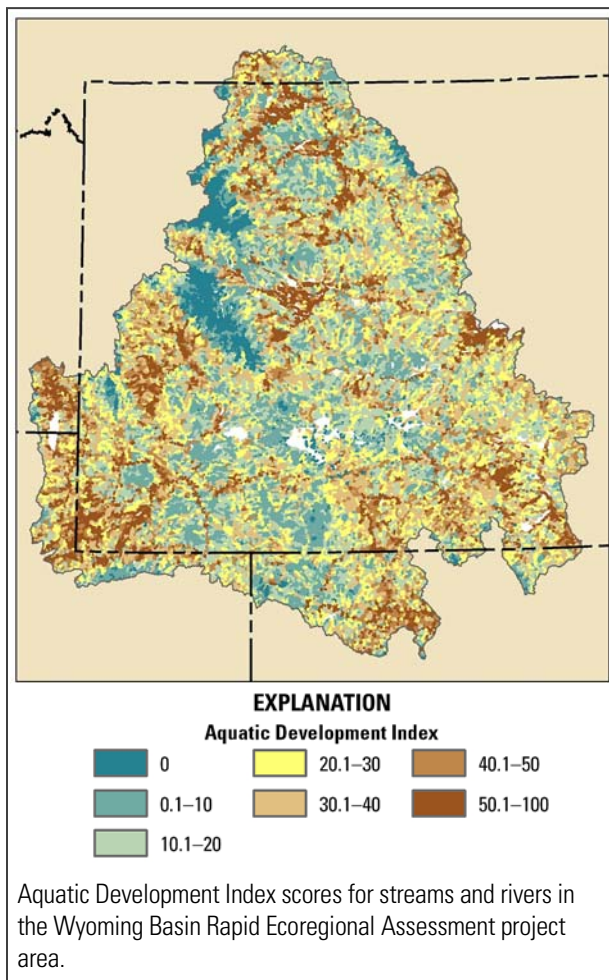 EXPLANATION
Aquatic Development Index
0
20.1–30
40.1–50
0.1–10
30.1–40
50.1–100
10.1–20
Aquatic Development Index scores for streams and rivers in
the Wyoming Basin Rapid Ecoregional Assessment project
area.